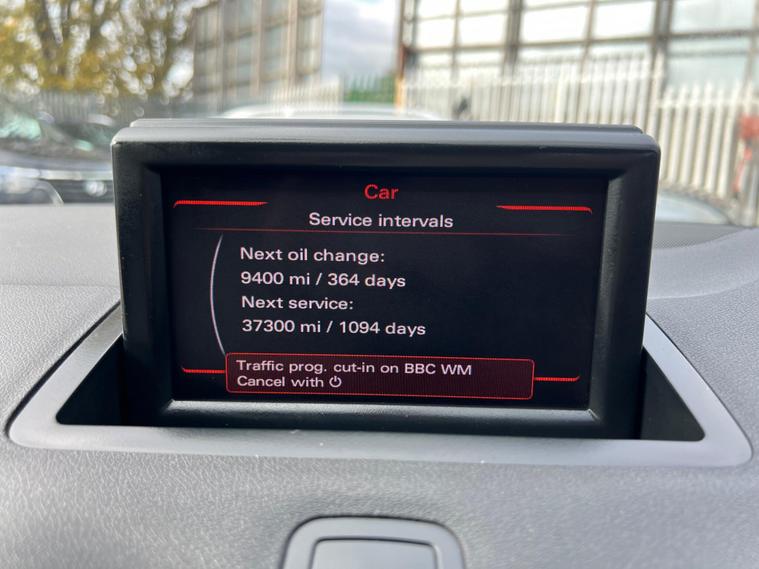 Car
Service intervals
Next oil change:
9400 mi / 364 days
Next service:
37300 mi / 1094 days
Traffic prog. cut-in on BBC WM
Cancel with ⏻